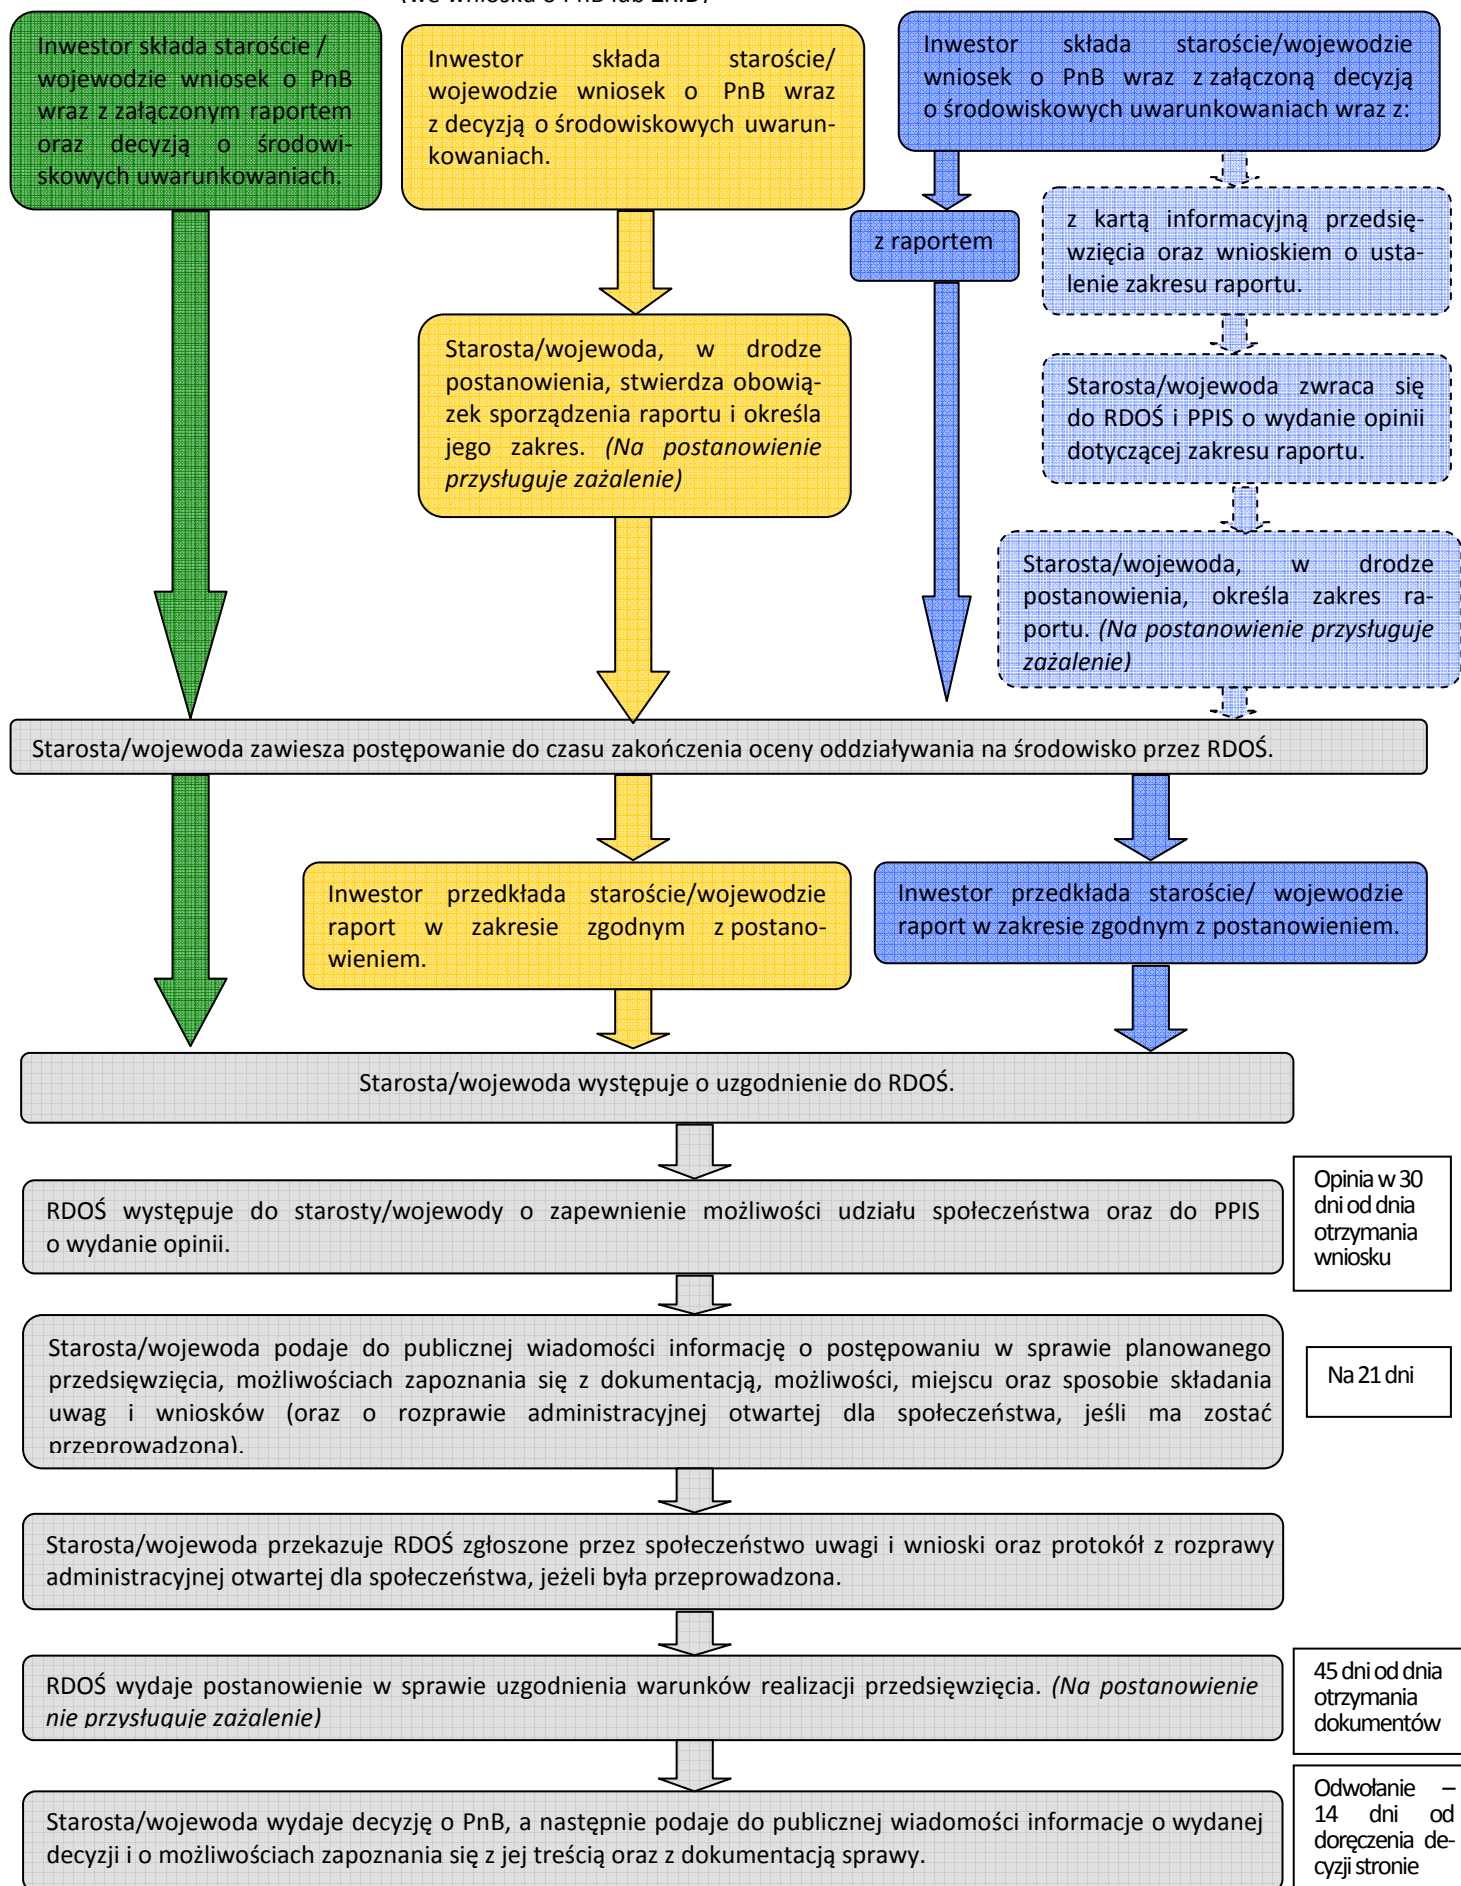 (we wniosku o PnB lub ZRID)
Inwestor składa staroście /
wojewodzie wniosek o PnB
wraz z załączonym raportem
oraz decyzją o środowi-
skowych uwarunkowaniach.
Inwestor składa staroście/
wojewodzie wniosek o PnB wraz
z decyzją o środowiskowych uwarun-
kowaniach.
Inwestor składa staroście/wojewodzie
wniosek o PnB wraz z załączoną decyzją
o środowiskowych uwarunkowaniach wraz z:
z raportem
z kartą informacyjną przedsię-
wzięcia oraz wnioskiem o usta-
lenie zakresu raportu.
Starosta/wojewoda, w drodze
postanowienia, stwierdza obowią-
zek sporządzenia raportu i określa
jego zakres. (Na postanowienie
przysługuje zażalenie)
Starosta/wojewoda zwraca się
do RDOŚ i PPIS o wydanie opinii
dotyczącej zakresu raportu.
Starosta/wojewoda, w drodze
postanowienia, określa zakres ra-
portu. (Na postanowienie przysługuje
zażalenie)
Starosta/wojewoda zawiesza postępowanie do czasu zakończenia oceny oddziaływania na środowisko przez RDOŚ.
Inwestor przedkłada staroście/wojewodzie
raport w zakresie zgodnym z postano-
wieniem.
Inwestor przedkłada staroście/ wojewodzie
raport w zakresie zgodnym z postanowieniem.
Starosta/wojewoda występuje o uzgodnienie do RDOŚ.
RDOŚ występuje do starosty/wojewody o zapewnienie możliwości udziału społeczeństwa oraz do PPIS
o wydanie opinii.
Opinia w 30
dni od dnia
otrzymania
wniosku
Starosta/wojewoda podaje do publicznej wiadomości informację o postępowaniu w sprawie planowanego
przedsięwzięcia, możliwościach zapoznania się z dokumentacją, możliwości, miejscu oraz sposobie składania
uwag i wniosków (oraz o rozprawie administracyjnej otwartej dla społeczeństwa, jeśli ma zostać
przeprowadzona).
Na 21 dni
Starosta/wojewoda przekazuje RDOŚ zgłoszone przez społeczeństwo uwagi i wnioski oraz protokół z rozprawy
administracyjnej otwartej dla społeczeństwa, jeżeli była przeprowadzona.
RDOŚ wydaje postanowienie w sprawie uzgodnienia warunków realizacji przedsięwzięcia. (Na postanowienie
nie przysługuje zażalenie)
45 dni od dnia
otrzymania
dokumentów
Starosta/wojewoda wydaje decyzję o PnB, a następnie podaje do publicznej wiadomości informacje o wydanej
decyzji i o możliwościach zapoznania się z jej treścią oraz z dokumentacją sprawy.
Odwołanie –
14 dni od
doręczenia de-
cyzji stronie